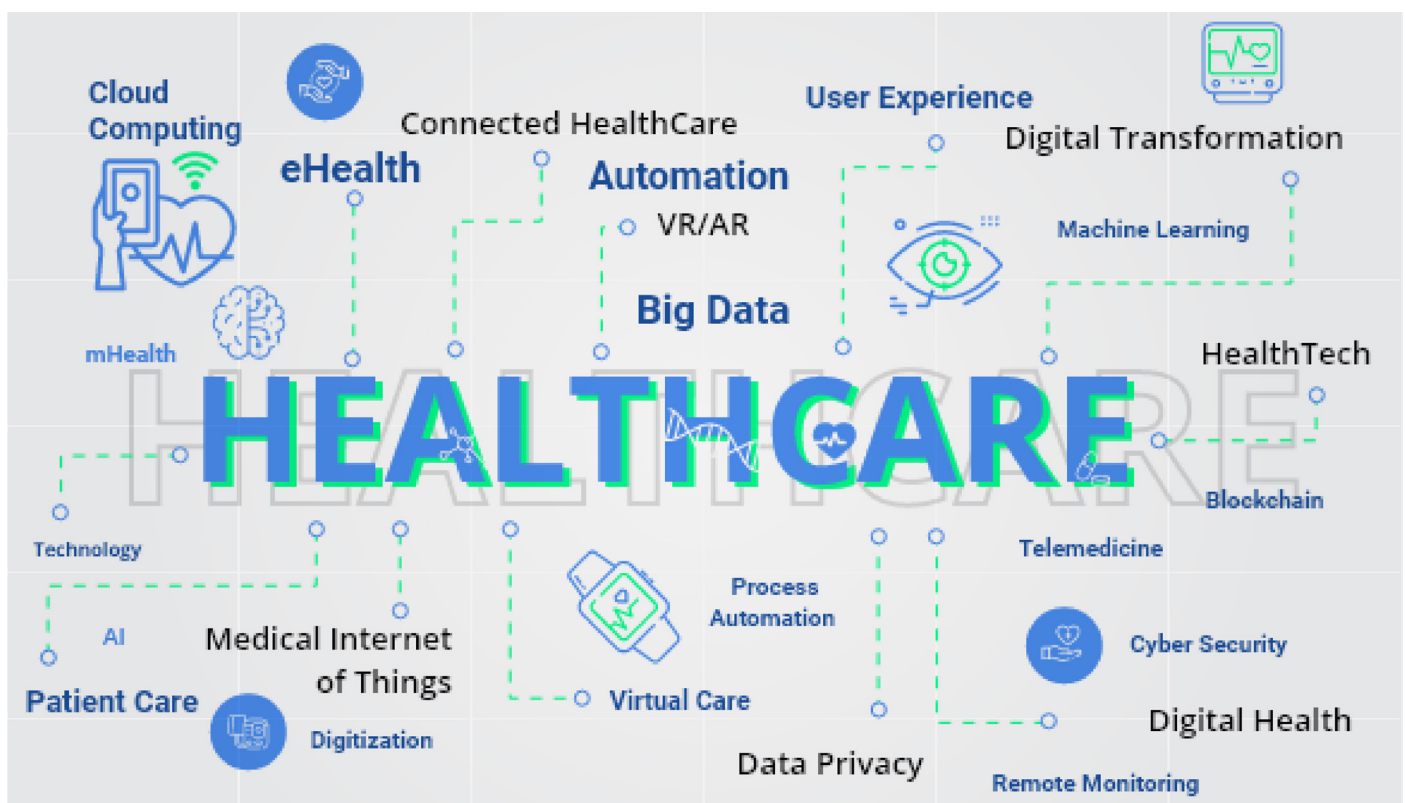 Cloud
Computing
Connected HealthCare
User Experience
Digital Transformation
eHealth
Automation
VR/AR
Machine Learning
Big Data
mHealth
HealthTech
HEALTHCARE
HEALTHCARE
Blockchain
Technology
Telemedicine
Process
Automation
AI
Medical Internet
of Things
Cyber Security
Patient Care
Virtual Care
Digital Health
Digitization
Data Privacy
Remote Monitoring